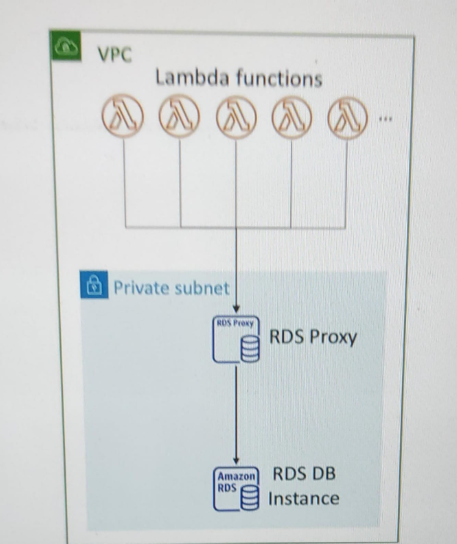 VPC
Lambda functions
...
Private subnet
RDS Proxy
RDS Proxy
Amazon
RDS
RDS DB
Instance